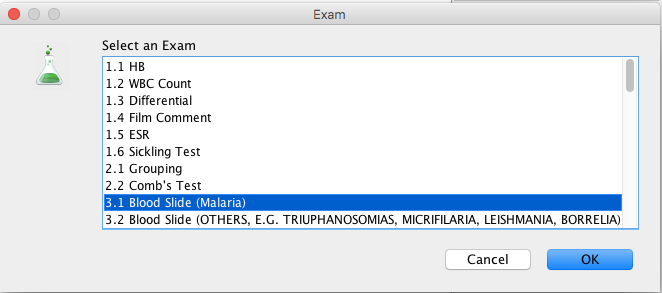 Exam
Select an Exam
1.1 HB
1.2 WBC Count
1.3 Differential
1.4 Film Comment
1.5 ESR
1.6 Sickling Test
2.1 Grouping
2.2 Comb's Test
3.1 Blood Slide (Malaria)
3.2 Blood Slide (OTHERS, E.G. TRIUPHANOSOMIAS, MICRIFILARIA, LEISHMANIA, BORRELIA)
Cancel OK